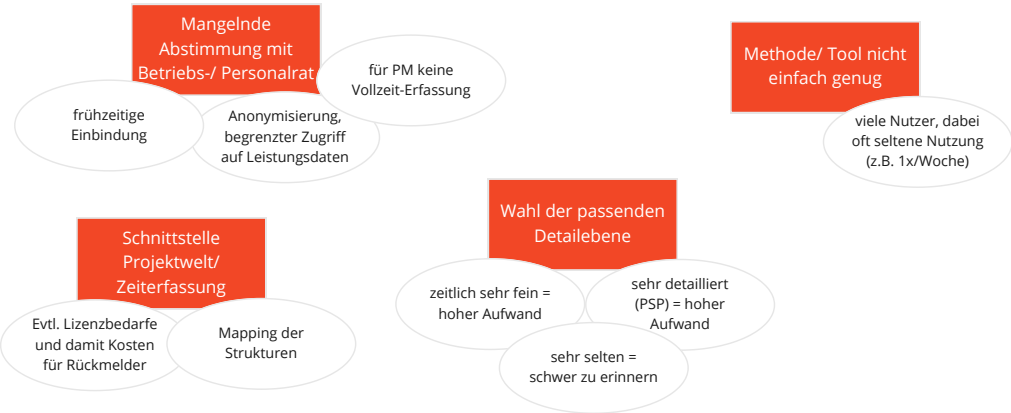 Mangelnde
Abstimmung mit
Betriebs-/ Personalrat
frühzeitige
Einbindung
Anonymisierung,
begrenzter Zugriff
auf Leistungsdaten
für PM keine
Vollzeit-Erfassung
Methode/ Tool nicht
einfach genug
viele Nutzer, dabei
oft seltene Nutzung
(z.B. 1x/Woche)
Schnittstelle
Projektwelt/
Zeiterfassung
Evtl. Lizenzbedarfe
und damit Kosten
für Rückmelder
Mapping der
Strukturen
Wahl der passenden
Detailebene
zeitlich sehr fein =
hoher Aufwand
sehr detailliert
(PSP) = hoher
Aufwand
sehr selten =
schwer zu erinnern